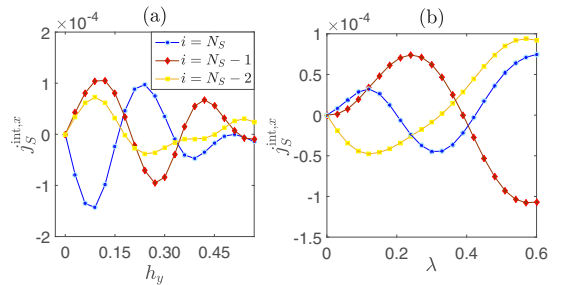 (a)
×10⁻⁴
j_S^{int,x}
2
1
0
-1
-2
0
0.15
0.30
0.45
h_y
i = N_S
i = N_S − 1
i = N_S − 2
(b)
×10⁻⁴
j_S^{int,x}
1
0.5
0
-0.5
-1
-1.5
0
0.2
0.4
0.6
λ